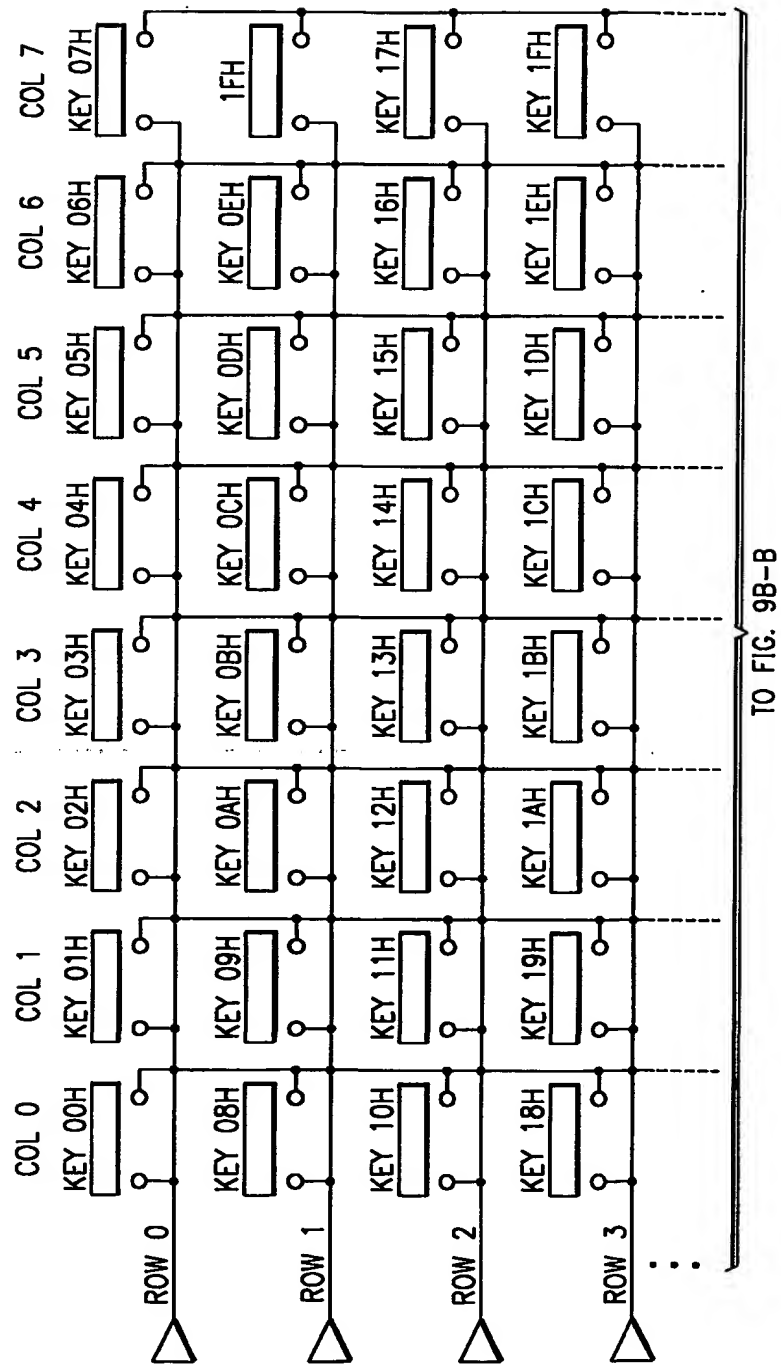 COL 0 COL 1 COL 2 COL 3 COL 4 COL 5 COL 6 COL 7
KEY 00H KEY 01H KEY 02H KEY 03H KEY 04H KEY 05H KEY 06H KEY 07H
ROW 0
KEY 08H KEY 09H KEY 0AH KEY 0BH KEY 0CH KEY 0DH KEY 0EH 1FH
ROW 1
KEY 10H KEY 11H KEY 12H KEY 13H KEY 14H KEY 15H KEY 16H KEY 17H
ROW 2
KEY 18H KEY 19H KEY 1AH KEY 1BH KEY 1CH KEY 1DH KEY 1EH KEY 1FH
ROW 3
TO FIG. 9B-B